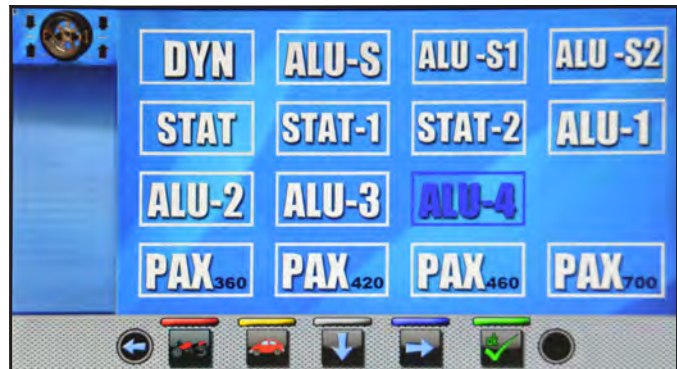 DYN ALU-S ALU -S1 ALU -S2
STAT STAT-1 STAT-2 ALU-1
ALU-2 ALU-3 ALU-4
PAX360 PAX420 PAX460 PAX700
ok